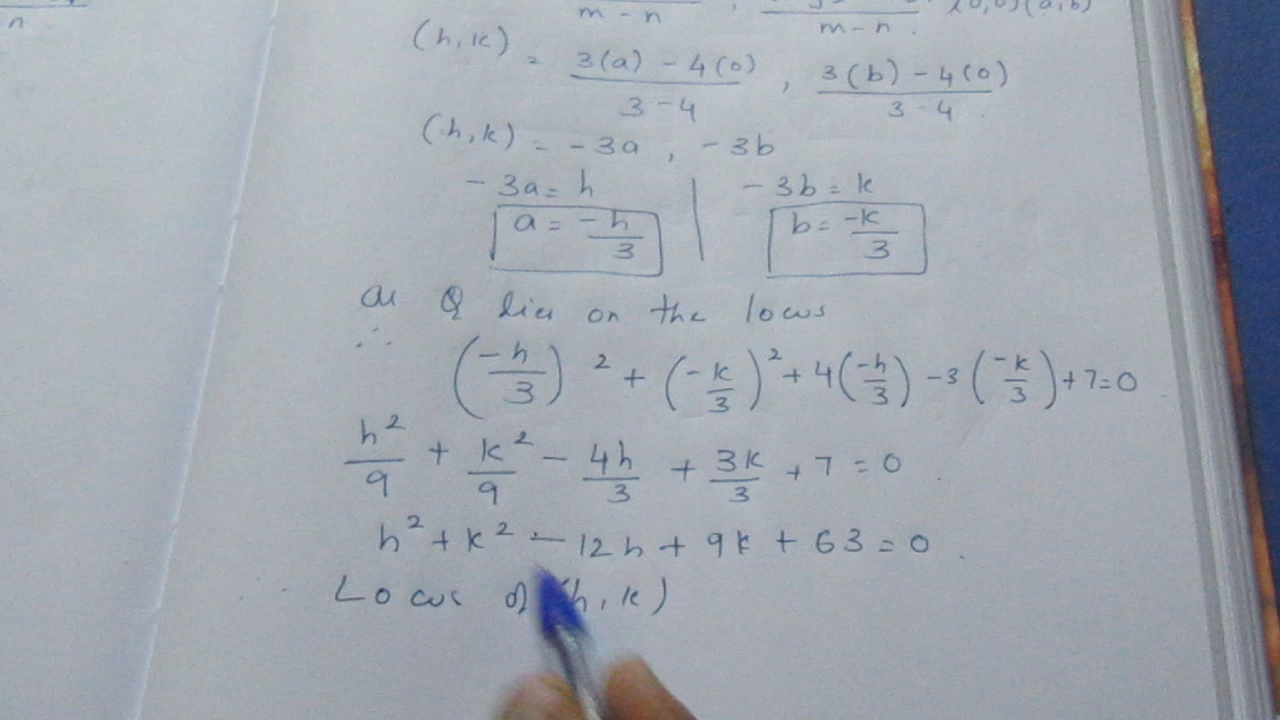 n
m - n , m - n . (0,0)(a,b)
(h,k) = 3(a) - 4(0) / 3 - 4 , 3(b) - 4(0) / 3 - 4
(h,k) = -3a , -3b
-3a = h | -3b = k
a = -h/3 | b = -k/3
as Q lies on the locus
∴ (-h/3)² + (-k/3)² + 4(-h/3) - 3(-k/3) + 7 = 0
h²/9 + k²/9 - 4h/3 + 3k/3 + 7 = 0
h² + k² - 12h + 9k + 63 = 0 .
Locus of (h,k)